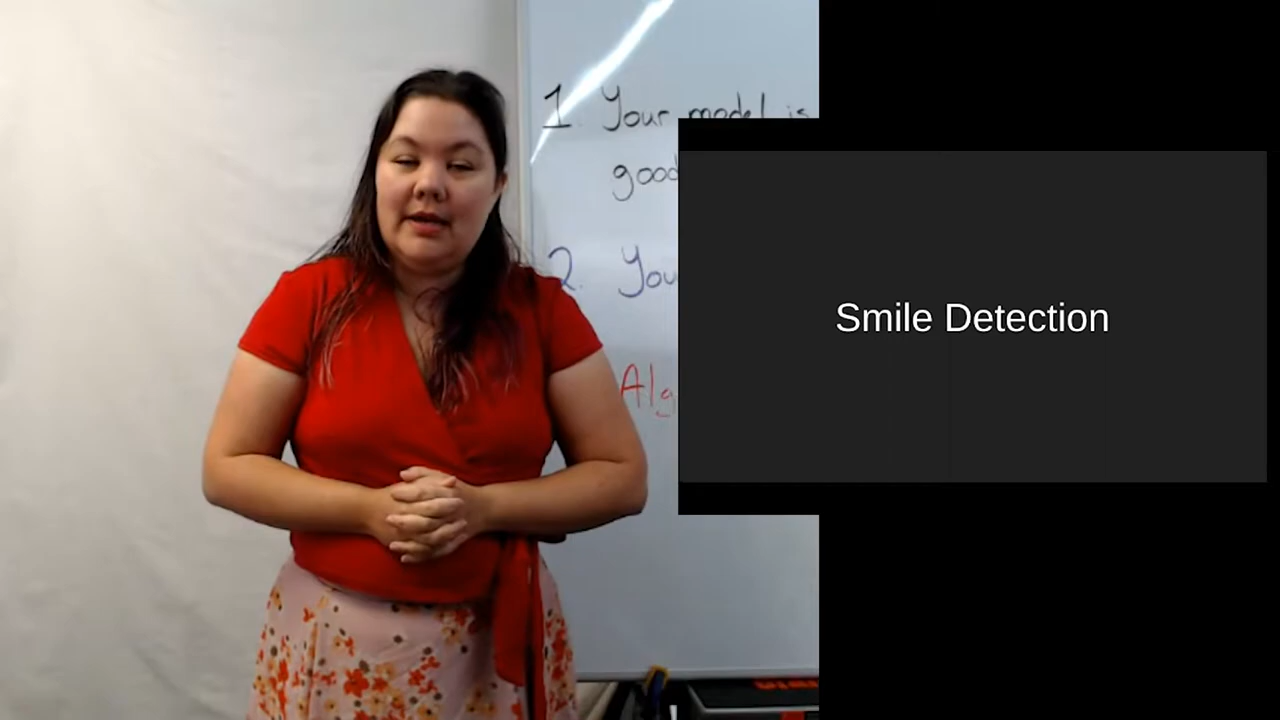 1. Your model is
good
2. You
Alg
Smile Detection